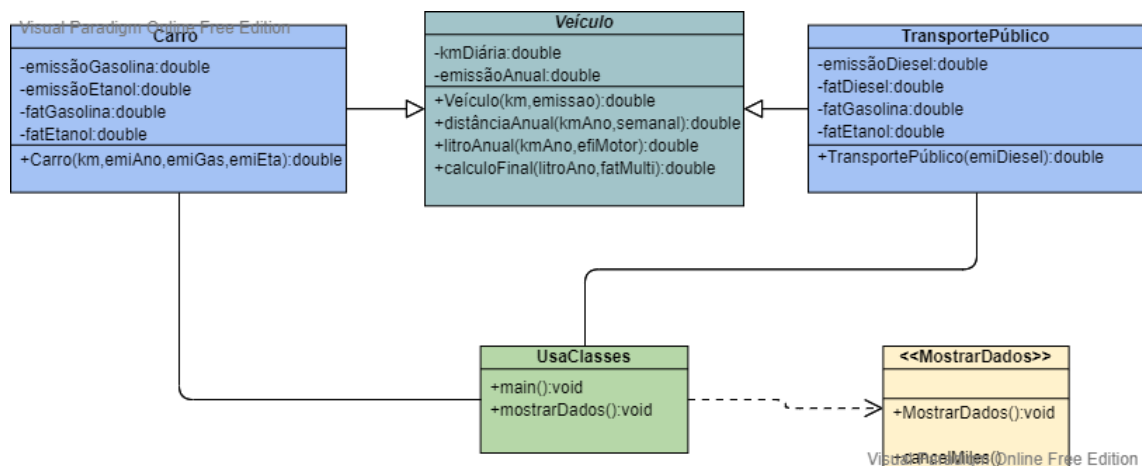 Visual Paradigm Online Free Edition
Carro
-emissãoGasolina:double
-emissãoEtanol:double
-fatGasolina:double
-fatEtanol:double
+Carro(km,emiAno,emiGas,emiEta):double
Veículo
-kmDiária:double
-emissãoAnual:double
+Veículo(km,emissao):double
+distânciaAnual(kmAno,semanal):double
+litroAnual(kmAno,efiMotor):double
+calculoFinal(litroAno,fatMulti):double
TransportePúblico
-emissãoDiesel:double
-fatDiesel:double
-fatGasolina:double
-fatEtanol:double
+TransportePúblico(emiDiesel):double
UsaClasses
+main():void
+mostrarDados():void
<<MostrarDados>>
+MostrarDados():void
+cancelMiles()
Visual Paradigm Online Free Edition